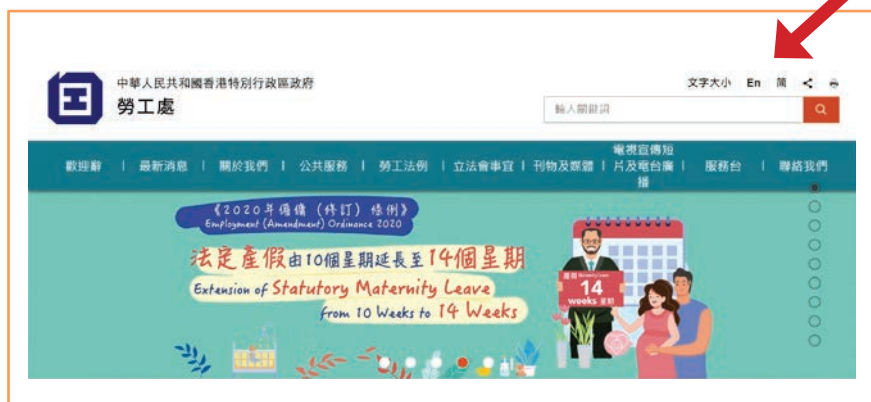 中華人民共和國香港特別行政區政府
勞工處
文字大小 En 简
輸入關鍵詞
歡迎辭 | 最新消息 | 關於我們 | 公共服務 | 勞工法例 | 立法會事宜 | 刊物及媒體 | 電視宣傳短片及電台廣播 | 服務台 | 聯絡我們
《2020年僱傭（修訂）條例》
Employment (Amendment) Ordinance 2020
法定產假由10個星期延長至14個星期
Extension of Statutory Maternity Leave
from 10 Weeks to 14 Weeks
產假 Maternity Leave
14
weeks 星期